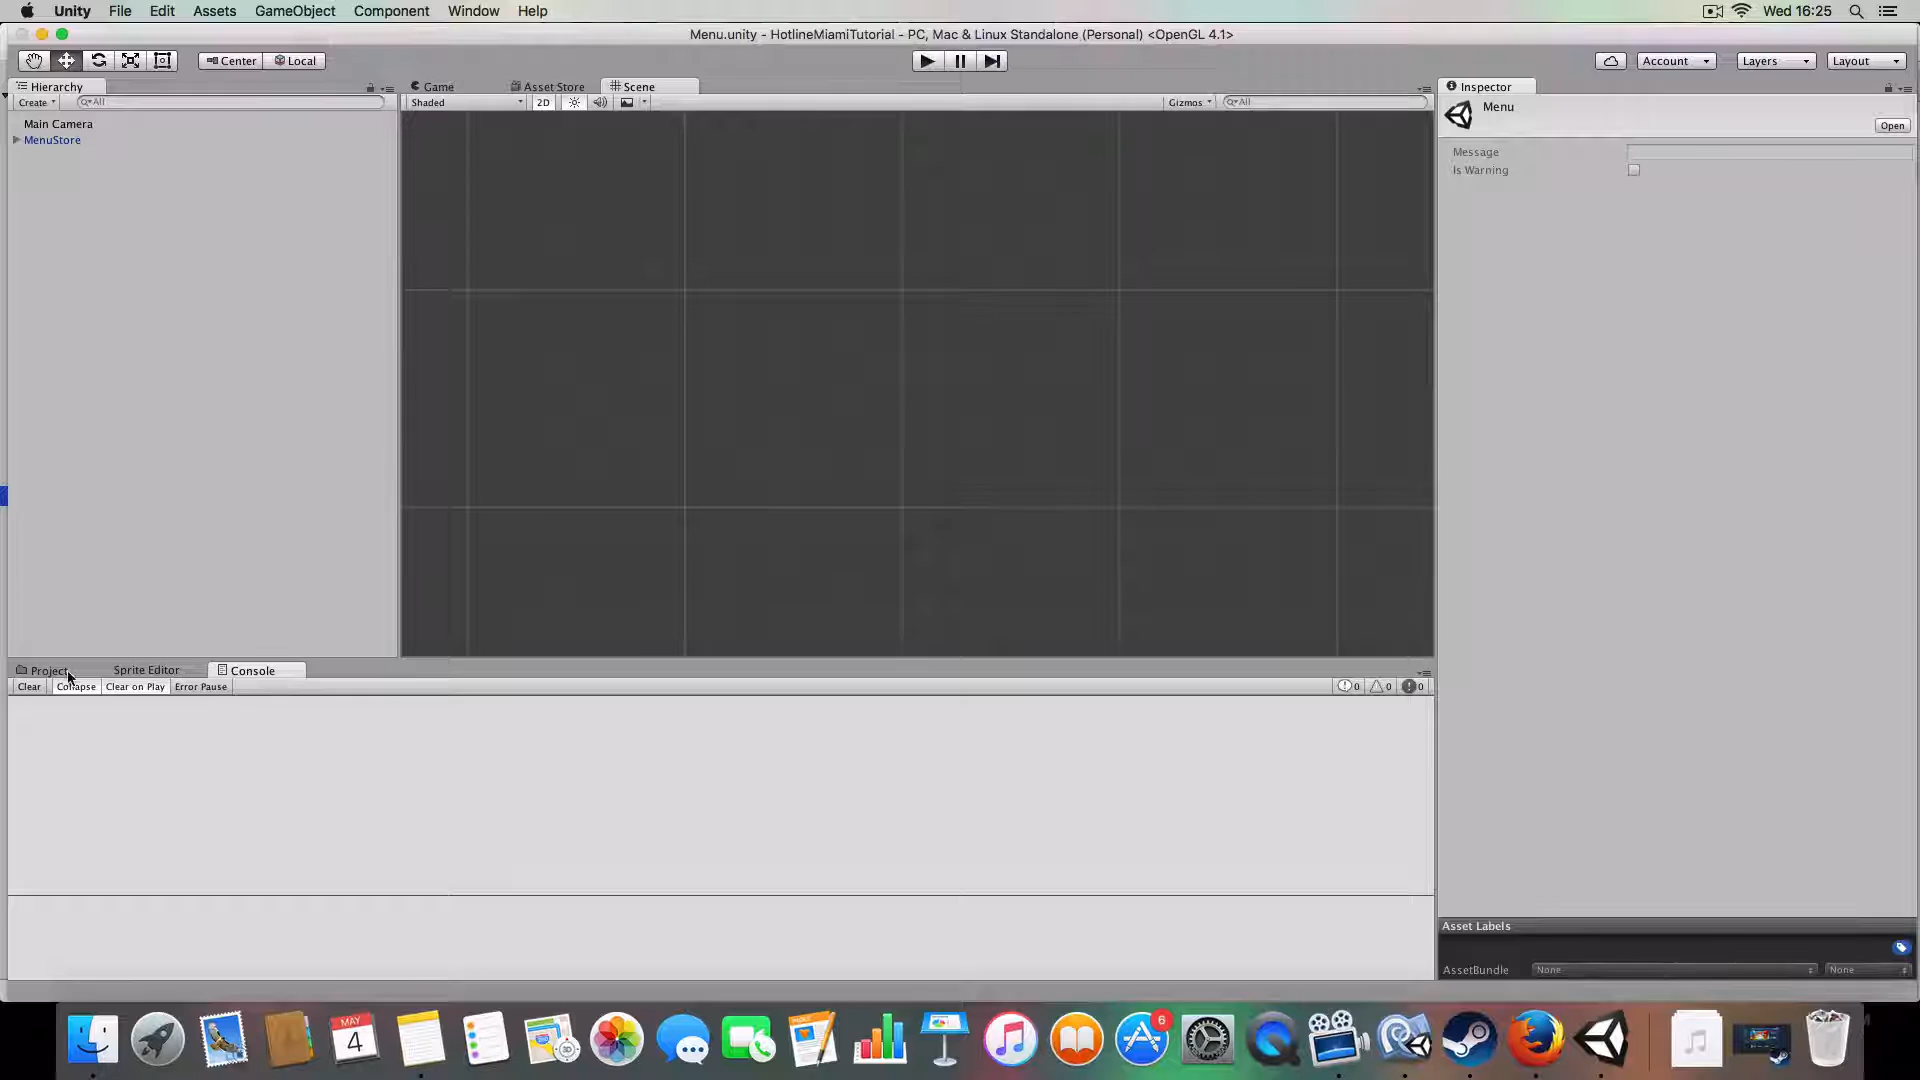 Unity File Edit Assets GameObject Component Window Help Wed 16:25
Menu.unity - HotlineMiamiTutorial - PC, Mac & Linux Standalone (Personal) <OpenGL 4.1>
Center Local Account Layers Layout
Hierarchy Game Asset Store Scene Inspector
Create All Shaded 2D Gizmos All
Menu
Open
Main Camera
MenuStore
Message
Is Warning
Project Sprite Editor Console
Clear Collapse Clear on Play Error Pause 0 0 0
Asset Labels
AssetBundle None None
6
MAY
4
3D